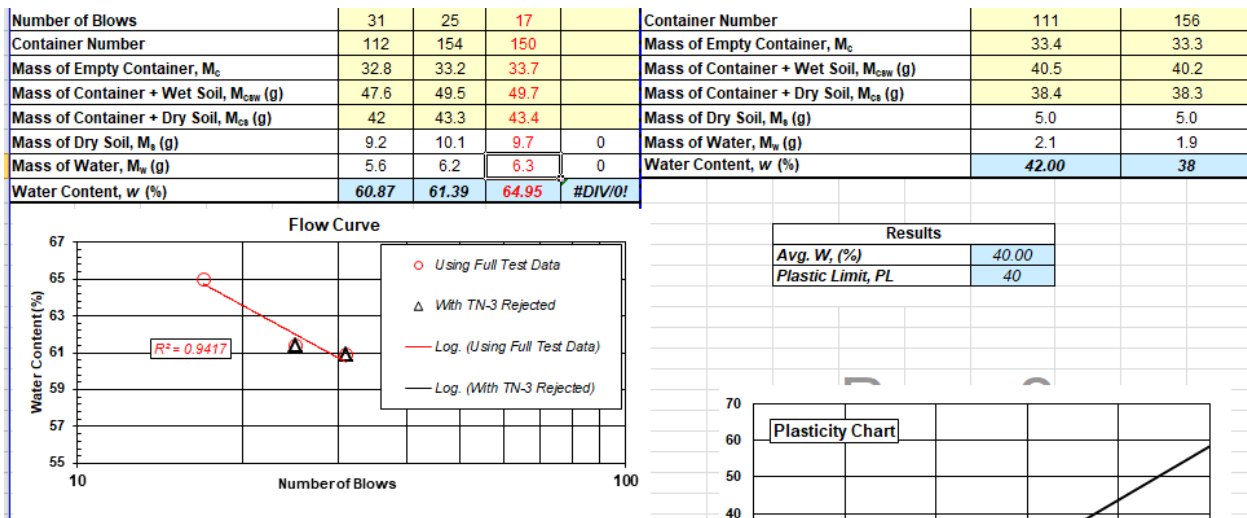 Number of Blows 31 25 17
Container Number 112 154 150
Mass of Empty Container, Mc 32.8 33.2 33.7
Mass of Container + Wet Soil, Mcsw (g) 47.6 49.5 49.7
Mass of Container + Dry Soil, Mcs (g) 42 43.3 43.4
Mass of Dry Soil, Ms (g) 9.2 10.1 9.7 0
Mass of Water, Mw (g) 5.6 6.2 6.3 0
Water Content, w (%) 60.87 61.39 64.95 #DIV/0!
Flow Curve
67
65
63
61
59
57
55
Water Content (%)
R² = 0.9417
Using Full Test Data
With TN-3 Rejected
Log. (Using Full Test Data)
Log. (With TN-3 Rejected)
10 Number of Blows 100
Container Number 111 156
Mass of Empty Container, Mc 33.4 33.3
Mass of Container + Wet Soil, Mcsw (g) 40.5 40.2
Mass of Container + Dry Soil, Mcs (g) 38.4 38.3
Mass of Dry Soil, Ms (g) 5.0 5.0
Mass of Water, Mw (g) 2.1 1.9
Water Content, w (%) 42.00 38
Results
Avg. W, (%) 40.00
Plastic Limit, PL 40
70
Plasticity Chart
60
50
40